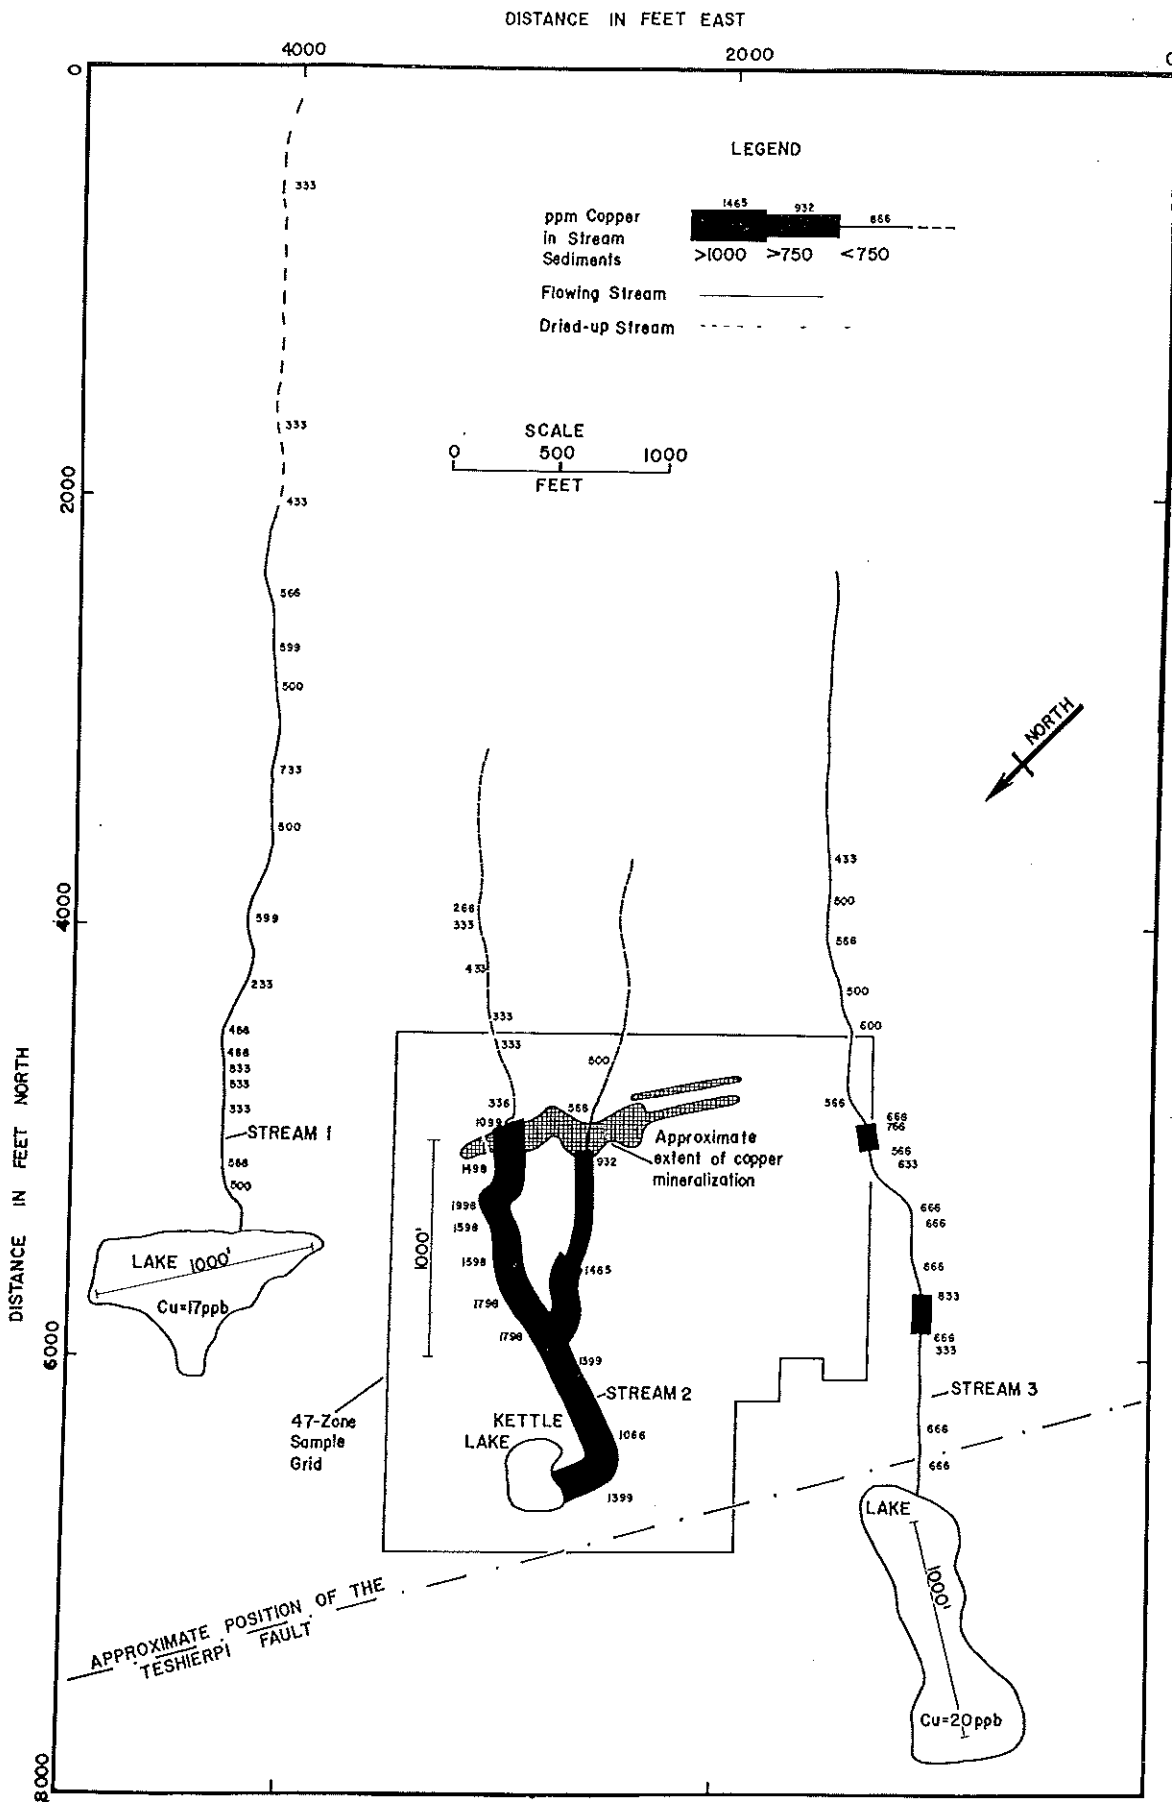 DISTANCE IN FEET EAST
4000
2000
0
0
333
LEGEND
1465
932
866
ppm Copper
in Stream
Sediments
>1000
>750
<750
Flowing Stream
Dried-up Stream
333
SCALE
0
500
1000
FEET
2000
433
566
599
500
NORTH
733
500
433
500
4000
599
266
333
566
233
433
500
466
333
600
466
333
500
533
533
336
566
566
666
766
333
1099
STREAM 1
Approximate
extent of copper
mineralization
566
633
566
1498
932
500
1998
666
1598
666
DISTANCE IN FEET NORTH
LAKE
1000'
1000'
1598
1465
666
Cu=17ppb
1798
833
1798
666
333
6000
1399
STREAM 2
STREAM 3
47-Zone
Sample
Grid
KETTLE
LAKE
1066
666
666
1399
LAKE
1000'
APPROXIMATE POSITION OF THE
TESHIERPI FAULT
Cu=20ppb
8000